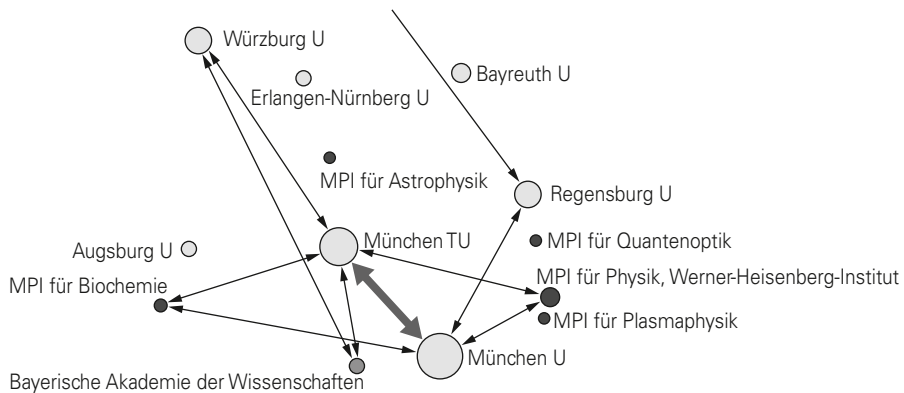 Würzburg U
Bayreuth U
Erlangen-Nürnberg U
MPI für Astrophysik
Regensburg U
München TU
MPI für Quantenoptik
Augsburg U
MPI für Physik, Werner-Heisenberg-Institut
MPI für Biochemie
MPI für Plasmaphysik
München U
Bayerische Akademie der Wissenschaften